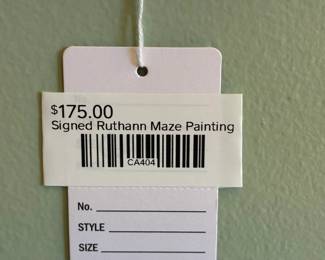 $175.00
Signed Ruthann Maze Painting
CA404
No.
STYLE
SIZE